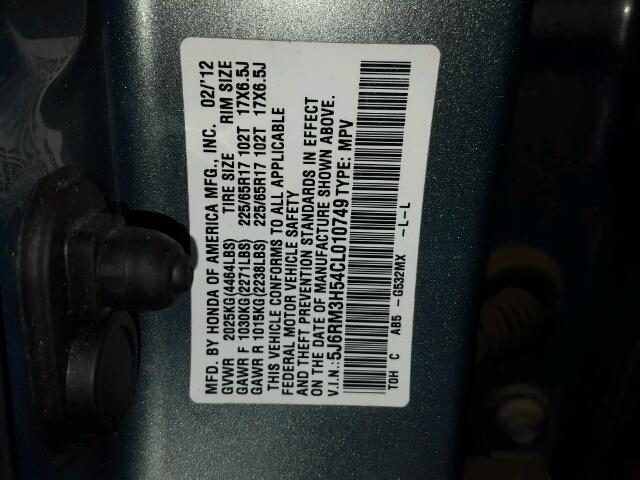 MFD. BY HONDA OF AMERICA MFG., INC. 02/'12
GVWR 2025KG(4464LBS) TIRE SIZE RIM SIZE
GAWR F 1030KG(2271LBS) 225/65R17 102T 17X6.5J
GAWR R 1015KG(2238LBS) 225/65R17 102T 17X6.5J
THIS VEHICLE CONFORMS TO ALL APPLICABLE
FEDERAL MOTOR VEHICLE SAFETY
AND THEFT PREVENTION STANDARDS IN EFFECT
ON THE DATE OF MANUFACTURE SHOWN ABOVE.
V.I.N.:5J6RM3H54CL010749 TYPE: MPV
TQH C AB5 -G532MX -L-L